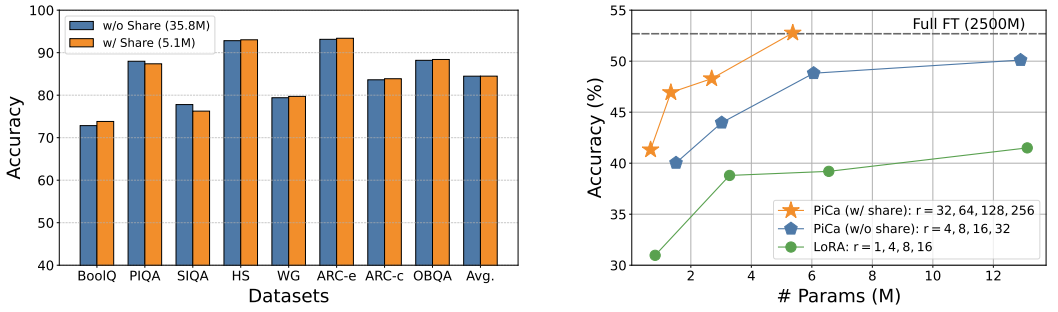 100
90
80
70
60
50
40
Accuracy
w/o Share (35.8M)
w/ Share (5.1M)
BoolQ PIQA SIQA HS WG ARC-e ARC-c OBQA Avg.
Datasets
55
50
45
40
35
30
Accuracy (%)
Full FT (2500M)
PiCa (w/ share): r = 32, 64, 128, 256
PiCa (w/o share): r = 4, 8, 16, 32
LoRA: r = 1, 4, 8, 16
2 4 6 8 10 12
# Params (M)